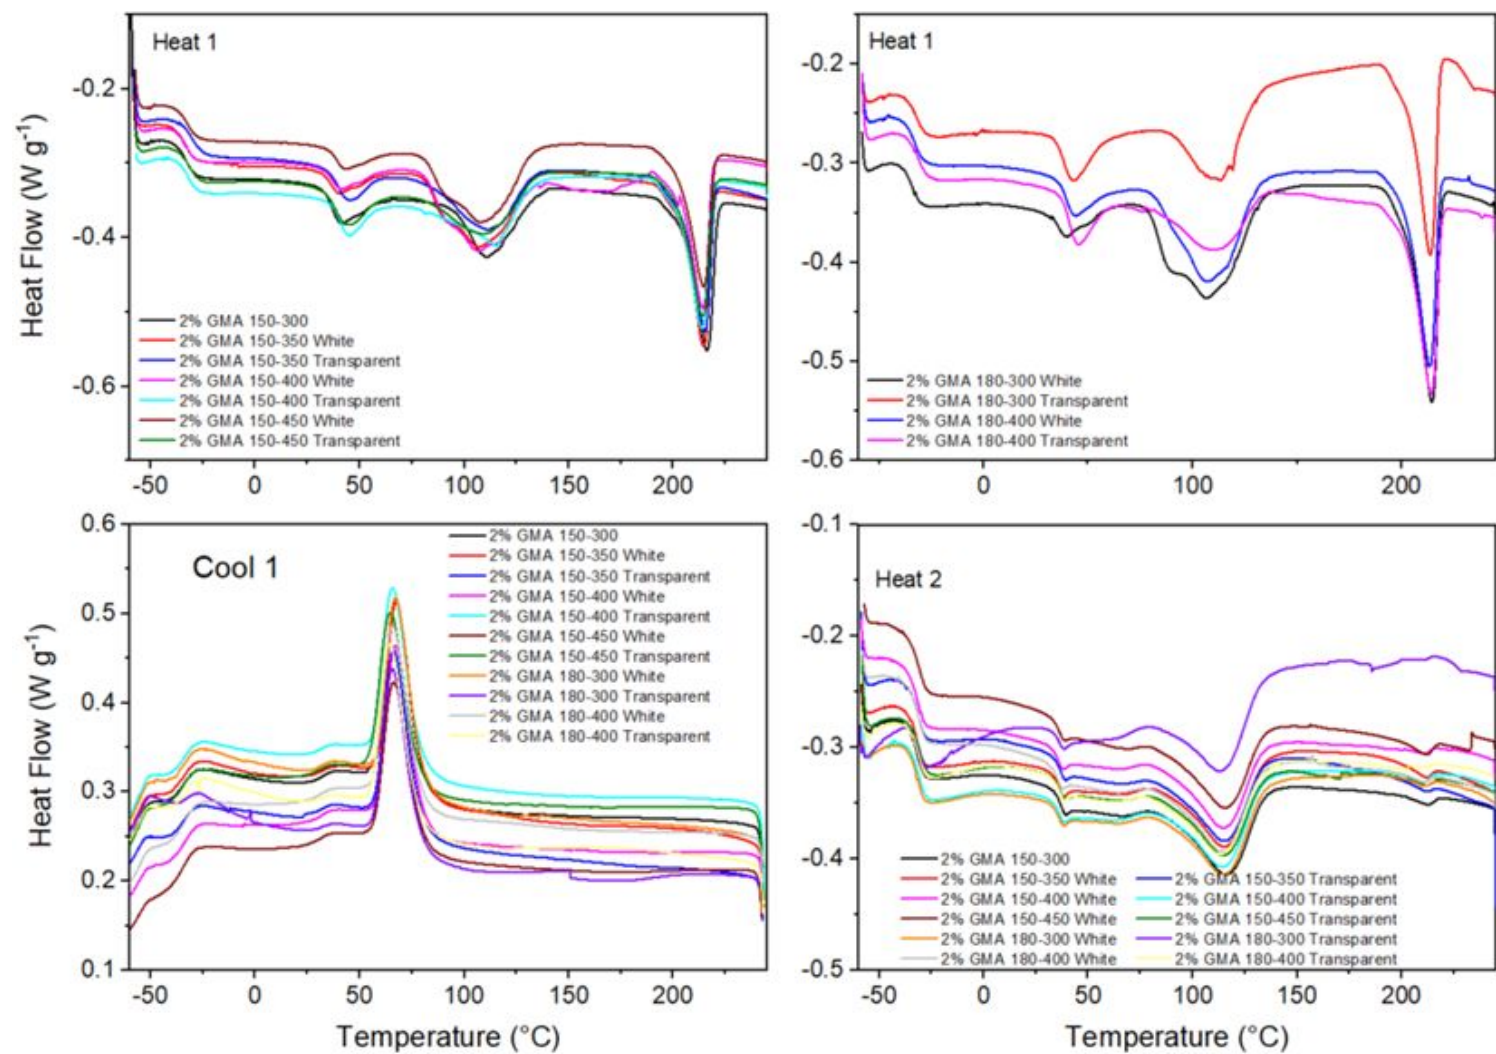 Heat 1
Heat Flow (W g⁻¹)
-0.2
-0.4
-0.6
2% GMA 150-300
2% GMA 150-350 White
2% GMA 150-350 Transparent
2% GMA 150-400 White
2% GMA 150-400 Transparent
2% GMA 150-450 White
2% GMA 150-450 Transparent
-50 0 50 100 150 200
Heat 1
-0.2
-0.3
-0.4
-0.5
-0.6
2% GMA 180-300 White
2% GMA 180-300 Transparent
2% GMA 180-400 White
2% GMA 180-400 Transparent
0 50 100 150 200
Cool 1
Heat Flow (W g⁻¹)
0.6
0.5
0.4
0.3
0.2
0.1
2% GMA 150-300
2% GMA 150-350 White
2% GMA 150-350 Transparent
2% GMA 150-400 White
2% GMA 150-400 Transparent
2% GMA 150-450 White
2% GMA 150-450 Transparent
2% GMA 180-300 White
2% GMA 180-300 Transparent
2% GMA 180-400 White
2% GMA 180-400 Transparent
-50 0 50 100 150 200
Temperature (°C)
Heat 2
-0.1
-0.2
-0.3
-0.4
-0.5
2% GMA 150-300
2% GMA 150-350 White 2% GMA 150-350 Transparent
2% GMA 150-400 White 2% GMA 150-400 Transparent
2% GMA 150-450 White 2% GMA 150-450 Transparent
2% GMA 180-300 White 2% GMA 180-300 Transparent
2% GMA 180-400 White 2% GMA 180-400 Transparent
-50 0 50 100 150 200
Temperature (°C)